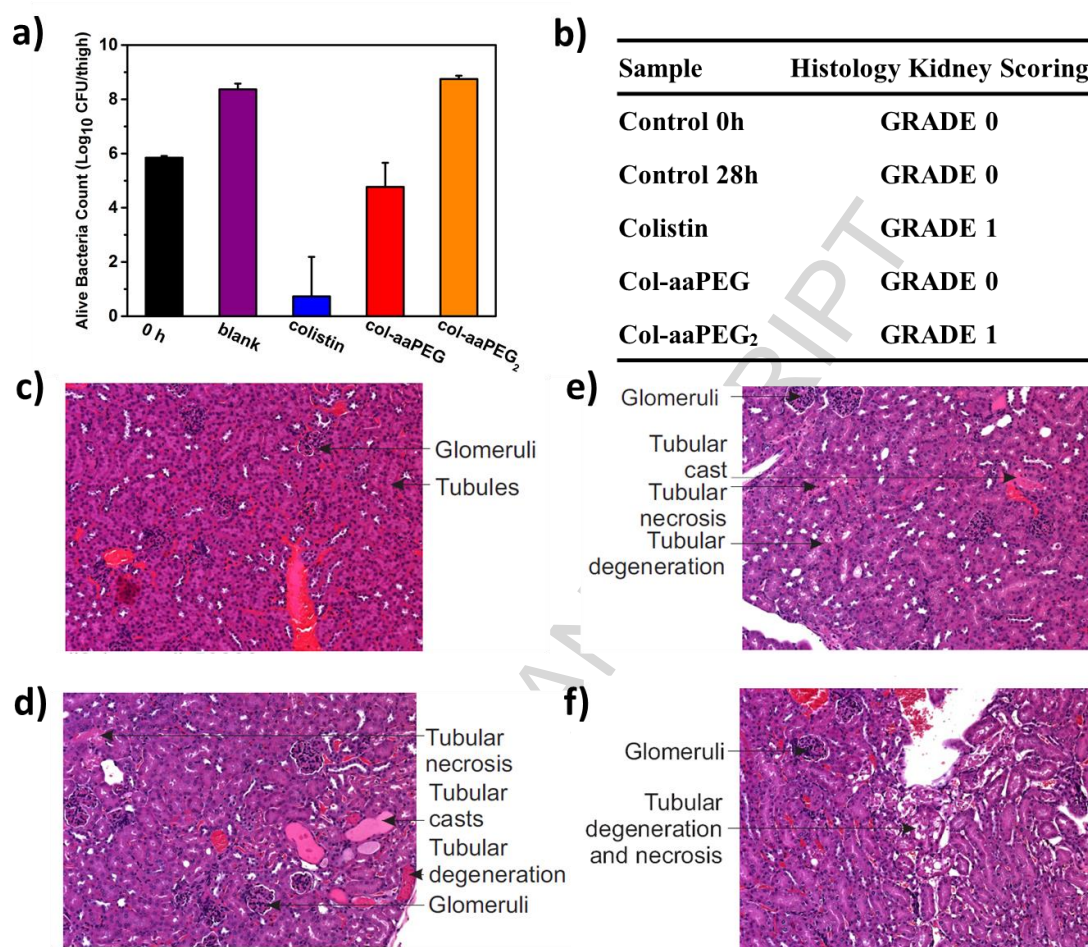 a)
Alive Bacteria Count (Log10 CFU/thigh)
10
8
6
4
2
0
0 h
blank
colistin
col-aaPEG
col-aaPEG2
b)
Sample Histology Kidney Scoring
Control 0h GRADE 0
Control 28h GRADE 0
Colistin GRADE 1
Col-aaPEG GRADE 0
Col-aaPEG2 GRADE 1
c)
Glomeruli
Tubules
d)
Tubular
necrosis
Tubular
casts
Tubular
degeneration
Glomeruli
e)
Glomeruli
Tubular
cast
Tubular
necrosis
Tubular
degeneration
f)
Glomeruli
Tubular
degeneration
and necrosis